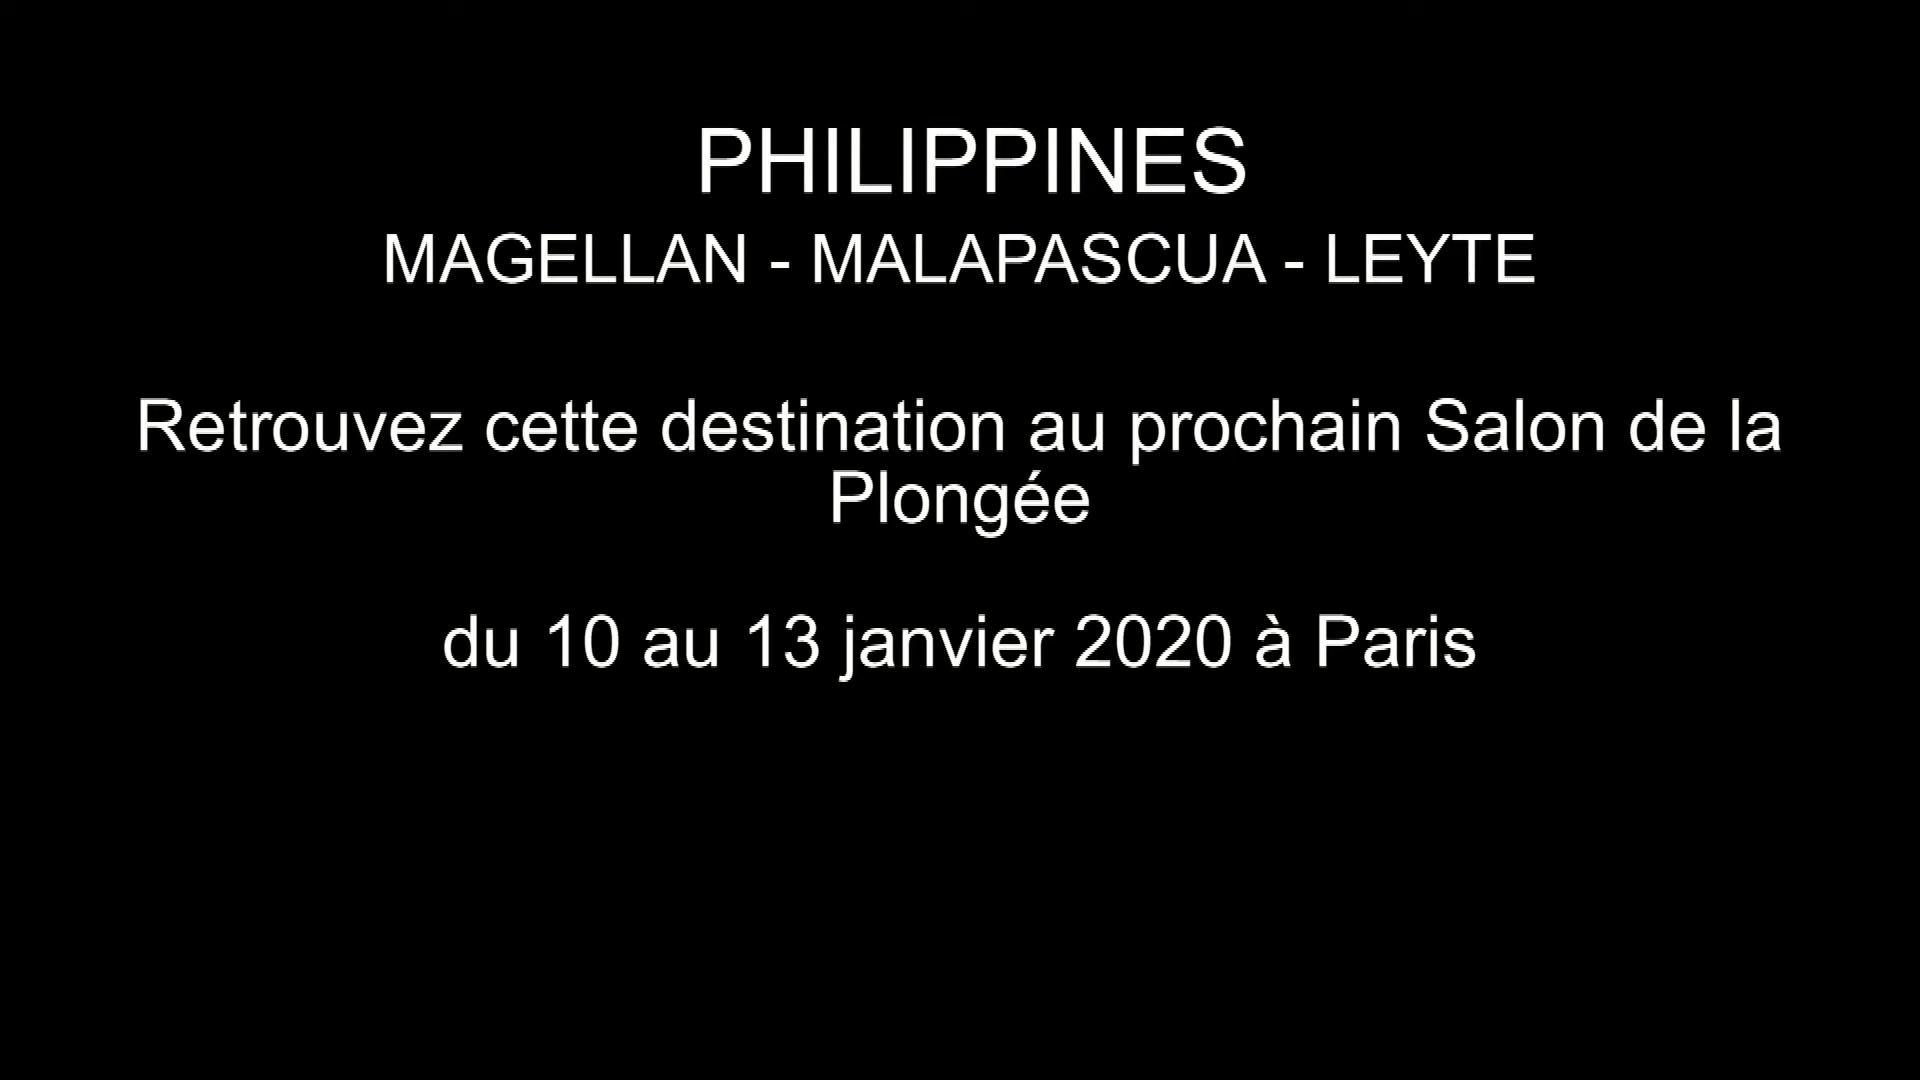 PHILIPPINES
MAGELLAN - MALAPASCUA - LEYTE
Retrouvez cette destination au prochain Salon de la
Plongée
du 10 au 13 janvier 2020 à Paris